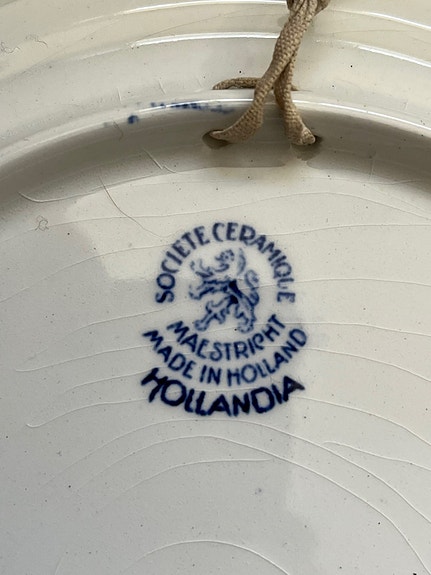 SOCIETE CERAMIQUE
MAESTRICHT
MADE IN HOLLAND
HOLLANDIA